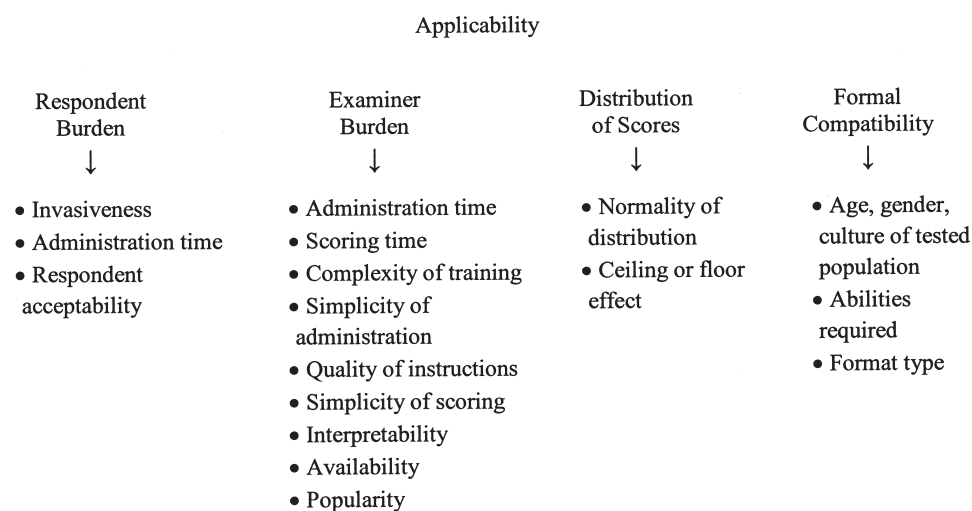 Applicability
Respondent
Burden
↓
• Invasiveness
• Administration time
• Respondent
acceptability
Examiner
Burden
↓
• Administration time
• Scoring time
• Complexity of training
• Simplicity of
administration
• Quality of instructions
• Simplicity of scoring
• Interpretability
• Availability
• Popularity
Distribution
of Scores
↓
• Normality of
distribution
• Ceiling or floor
effect
Formal
Compatibility
↓
• Age, gender,
culture of tested
population
• Abilities
required
• Format type